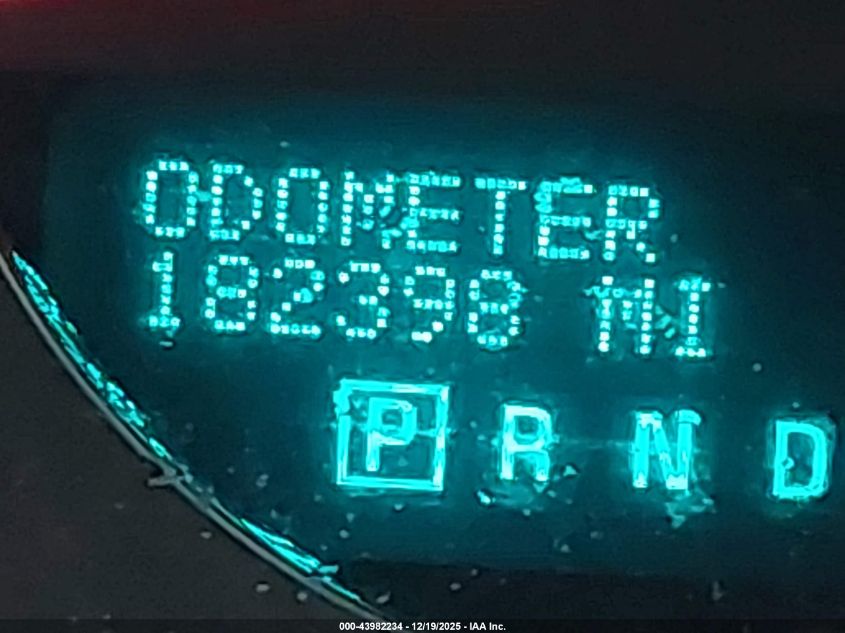 ODOMETER
182398 MI
P R N D
000-43982234 - 12/19/2025 - IAA Inc.